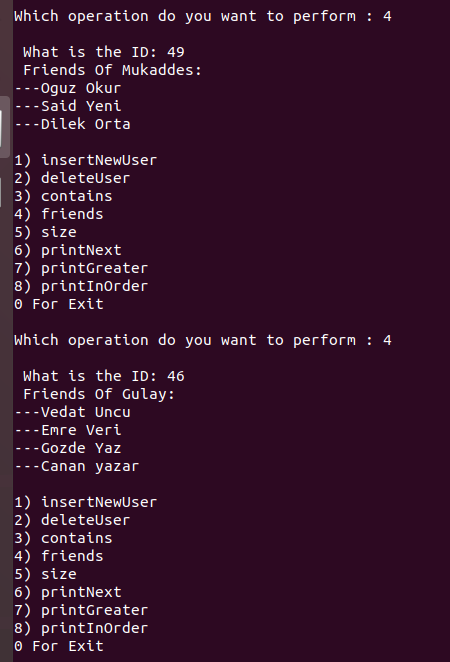 Which operation do you want to perform : 4
What is the ID: 49
Friends Of Mukaddes:
---Oguz Okur
---Said Yeni
---Dilek Orta
1) insertNewUser
2) deleteUser
3) contains
4) friends
5) size
6) printNext
7) printGreater
8) printInOrder
0 For Exit
Which operation do you want to perform : 4
What is the ID: 46
Friends Of Gulay:
---Vedat Uncu
---Emre Veri
---Gozde Yaz
---Canan yazar
1) insertNewUser
2) deleteUser
3) contains
4) friends
5) size
6) printNext
7) printGreater
8) printInOrder
0 For Exit